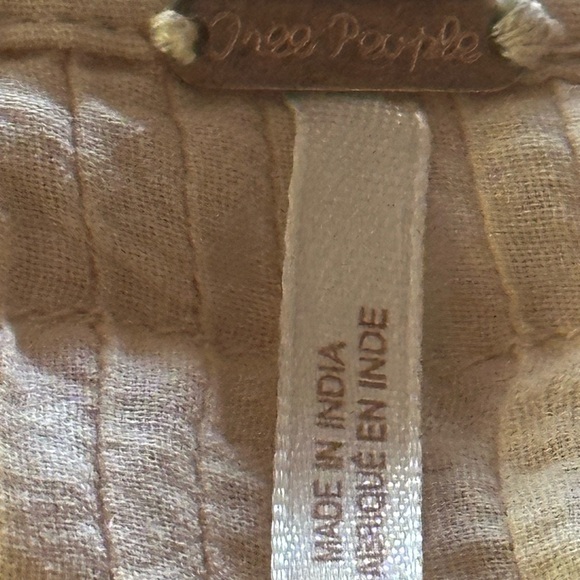 Free People
MADE IN INDIA
FABRIQUÉ EN INDE